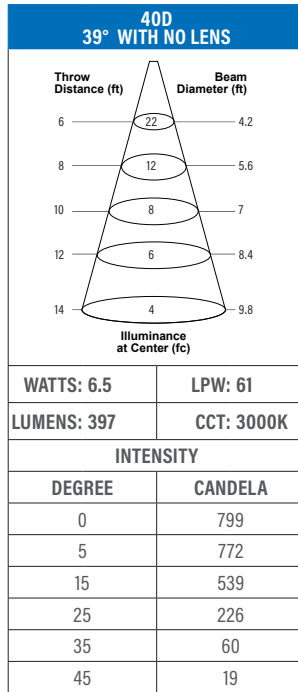 40D
39° WITH NO LENS
Throw Distance (ft)
Beam Diameter (ft)
6 22 4.2
8 12 5.6
10 8 7
12 6 8.4
14 4 9.8
Illuminance
at Center (fc)
WATTS: 6.5 LPW: 61
LUMENS: 397 CCT: 3000K
INTENSITY
DEGREE CANDELA
0 799
5 772
15 539
25 226
35 60
45 19